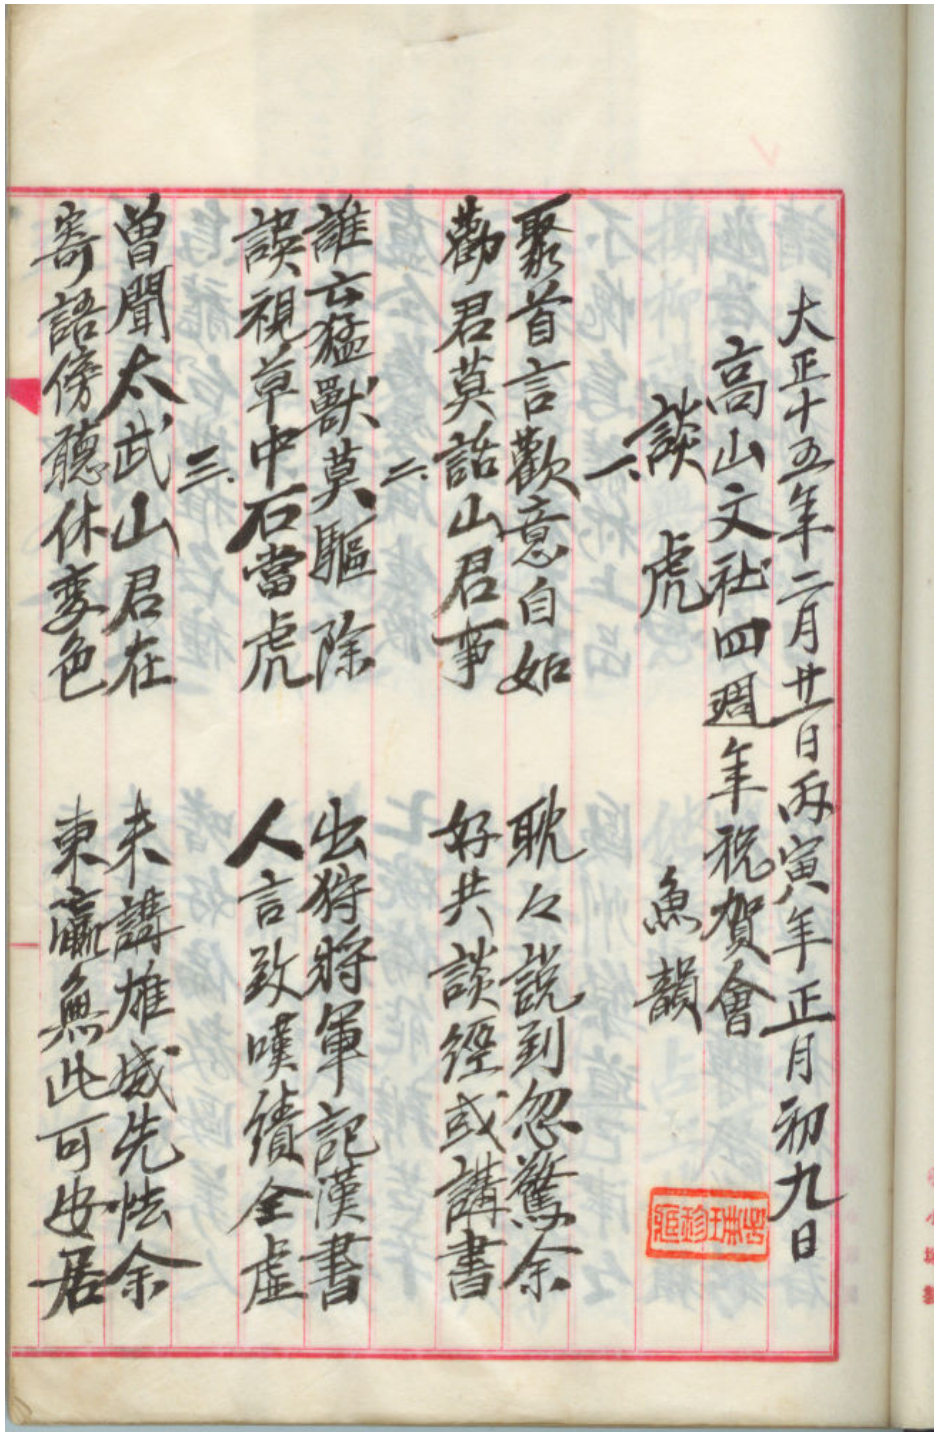 大正十五年二月廿一日丙寅年正月初九日
高山文社四週年祝賀會
談虎 魚韻
一、
聚首言歡意自如 耽々說到忽驚余
勸君莫話山君事 好共談經或講書
二、
誰云猛獸莫驅除 出狩將軍記漢書
誤視草中石當虎 人言致嘆績全虛
三、
曾聞太武山君在 未講雄威先怯余
寄語傍聽休變色 東瀛無此可安居